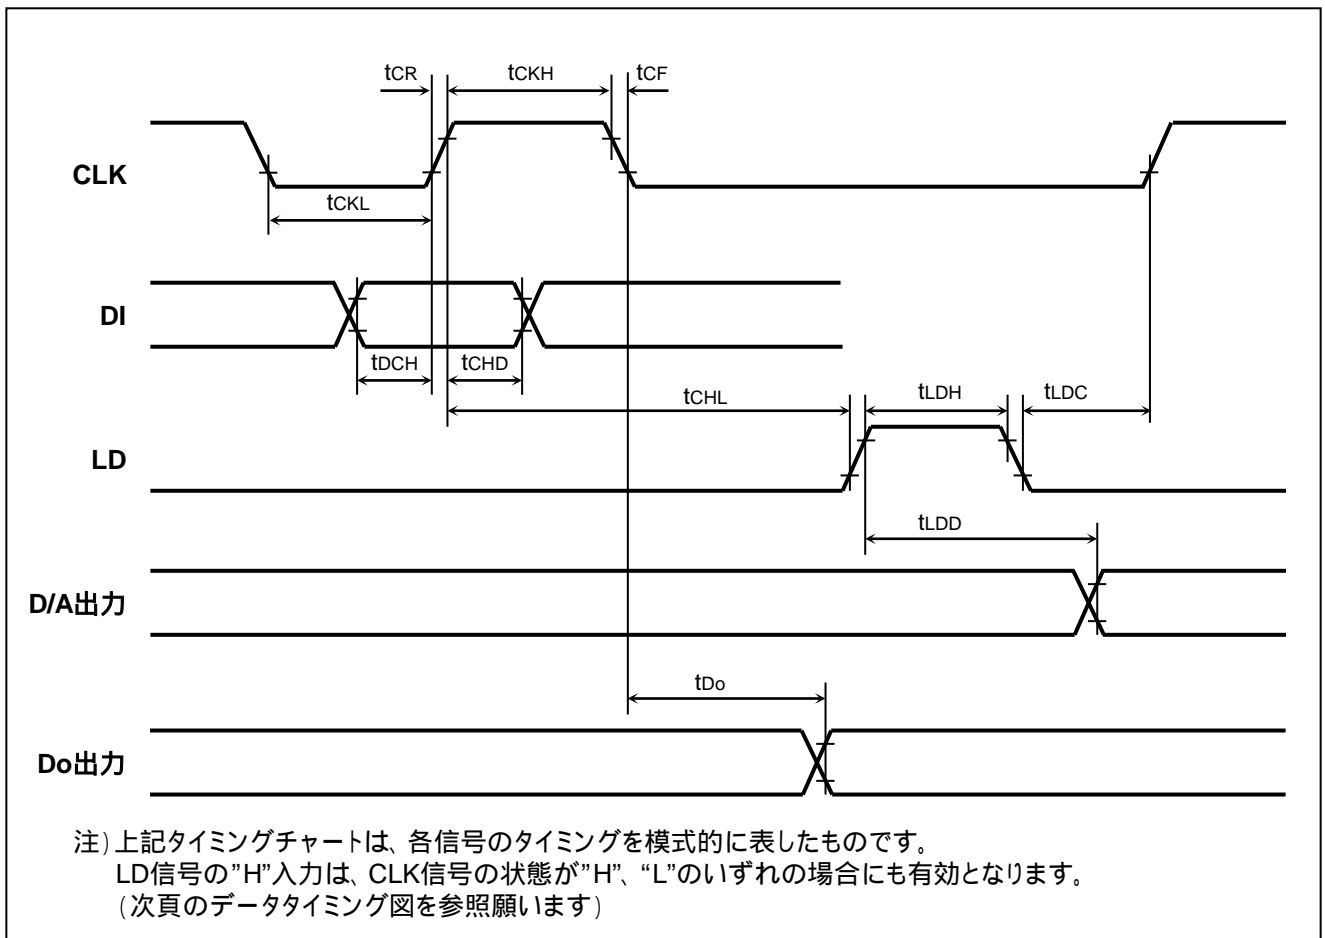 tCR tCKH tCF
CLK
tCKL
DI
tDCH tCHD
tCHL tLDH tLDC
LD
tLDD
D/A出力
tDo
Do出力
注）上記タイミングチャートは、各信号のタイミングを模式的に表したものです。
LD信号の”H”入力は、CLK信号の状態が”H”、“L”のいずれの場合にも有効となります。
（次頁のデータタイミング図を参照願います）